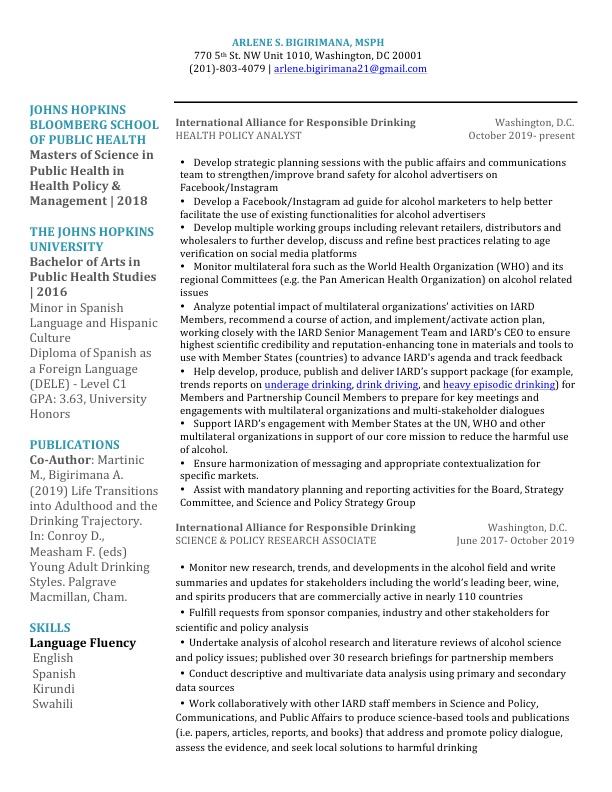 ARLENE S. BIGIRIMANA, MSPH
770 5th St. NW Unit 1010, Washington, DC 20001
(201)-803-4079 | arlene.bigirimana21@gmail.com
JOHNS HOPKINS
BLOOMBERG SCHOOL
OF PUBLIC HEALTH
Masters of Science in
Public Health in
Health Policy &
Management | 2018
THE JOHNS HOPKINS
UNIVERSITY
Bachelor of Arts in
Public Health Studies
| 2016
Minor in Spanish
Language and Hispanic
Culture
Diploma of Spanish as
a Foreign Language
(DELE) - Level C1
GPA: 3.63, University
Honors
PUBLICATIONS
Co-Author: Martinic
M., Bigirimana A.
(2019) Life Transitions
into Adulthood and the
Drinking Trajectory.
In: Conroy D.,
Measham F. (eds)
Young Adult Drinking
Styles. Palgrave
Macmillan, Cham.
SKILLS
Language Fluency
English
Spanish
Kirundi
Swahili
International Alliance for Responsible Drinking Washington, D.C.
HEALTH POLICY ANALYST October 2019- present
• Develop strategic planning sessions with the public affairs and communications
team to strengthen/improve brand safety for alcohol advertisers on
Facebook/Instagram
• Develop a Facebook/Instagram ad guide for alcohol marketers to help better
facilitate the use of existing functionalities for alcohol advertisers
• Develop multiple working groups including relevant retailers, distributors and
wholesalers to further develop, discuss and refine best practices relating to age
verification on social media platforms
• Monitor multilateral fora such as the World Health Organization (WHO) and its
regional Committees (e.g. the Pan American Health Organization) on alcohol related
issues
• Analyze potential impact of multilateral organizations' activities on IARD
Members, recommend a course of action, and implement/activate action plan,
working closely with the IARD Senior Management Team and IARD's CEO to ensure
highest scientific credibility and reputation-enhancing tone in materials and tools to
use with Member States (countries) to advance IARD's agenda and track feedback
• Help develop, produce, publish and deliver IARD's support package (for example,
trends reports on underage drinking, drink driving, and heavy episodic drinking) for
Members and Partnership Council Members to prepare for key meetings and
engagements with multilateral organizations and multi-stakeholder dialogues
• Support IARD's engagement with Member States at the UN, WHO and other
multilateral organizations in support of our core mission to reduce the harmful use
of alcohol.
• Ensure harmonization of messaging and appropriate contextualization for
specific markets.
• Assist with mandatory planning and reporting activities for the Board, Strategy
Committee, and Science and Policy Strategy Group
International Alliance for Responsible Drinking Washington, D.C.
SCIENCE & POLICY RESEARCH ASSOCIATE June 2017- October 2019
• Monitor new research, trends, and developments in the alcohol field and write
summaries and updates for stakeholders including the world's leading beer, wine,
and spirits producers that are commercially active in nearly 110 countries
• Fulfill requests from sponsor companies, industry and other stakeholders for
scientific and policy analysis
• Undertake analysis of alcohol research and literature reviews of alcohol science
and policy issues; published over 30 research briefings for partnership members
• Conduct descriptive and multivariate data analysis using primary and secondary
data sources
• Work collaboratively with other IARD staff members in Science and Policy,
Communications, and Public Affairs to produce science-based tools and publications
(i.e. papers, articles, reports, and books) that address and promote policy dialogue,
assess the evidence, and seek local solutions to harmful drinking